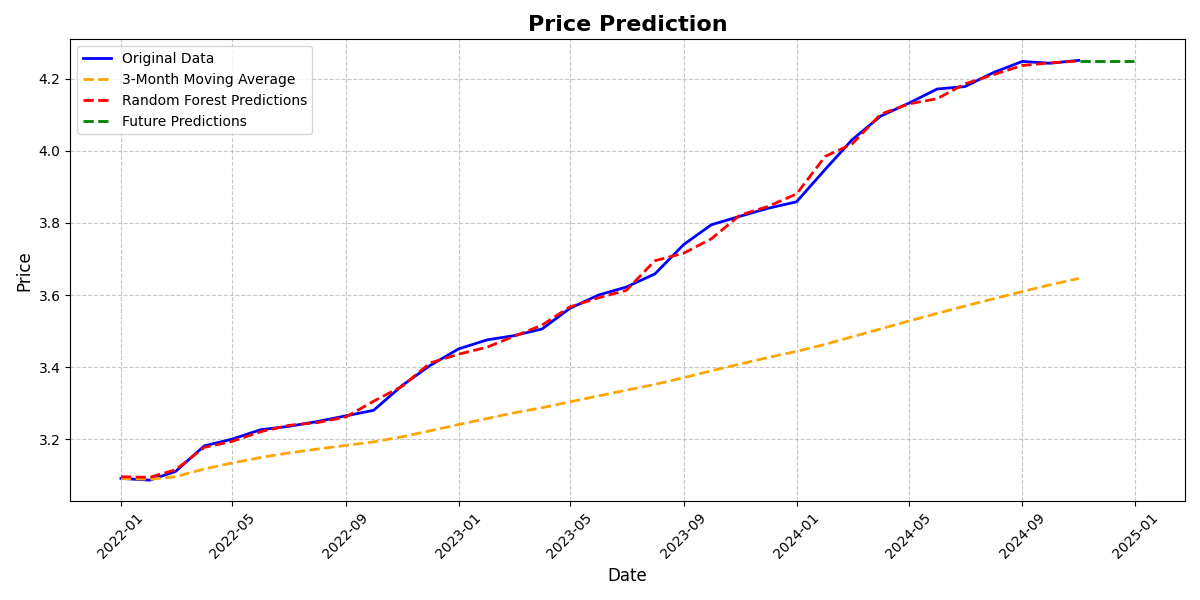 Price Prediction
Original Data
3-Month Moving Average
Random Forest Predictions
Future Predictions
Price
4.2
4.0
3.8
3.6
3.4
3.2
2022-01
2022-05
2022-09
2023-01
2023-05
2023-09
2024-01
2024-05
2024-09
2025-01
Date